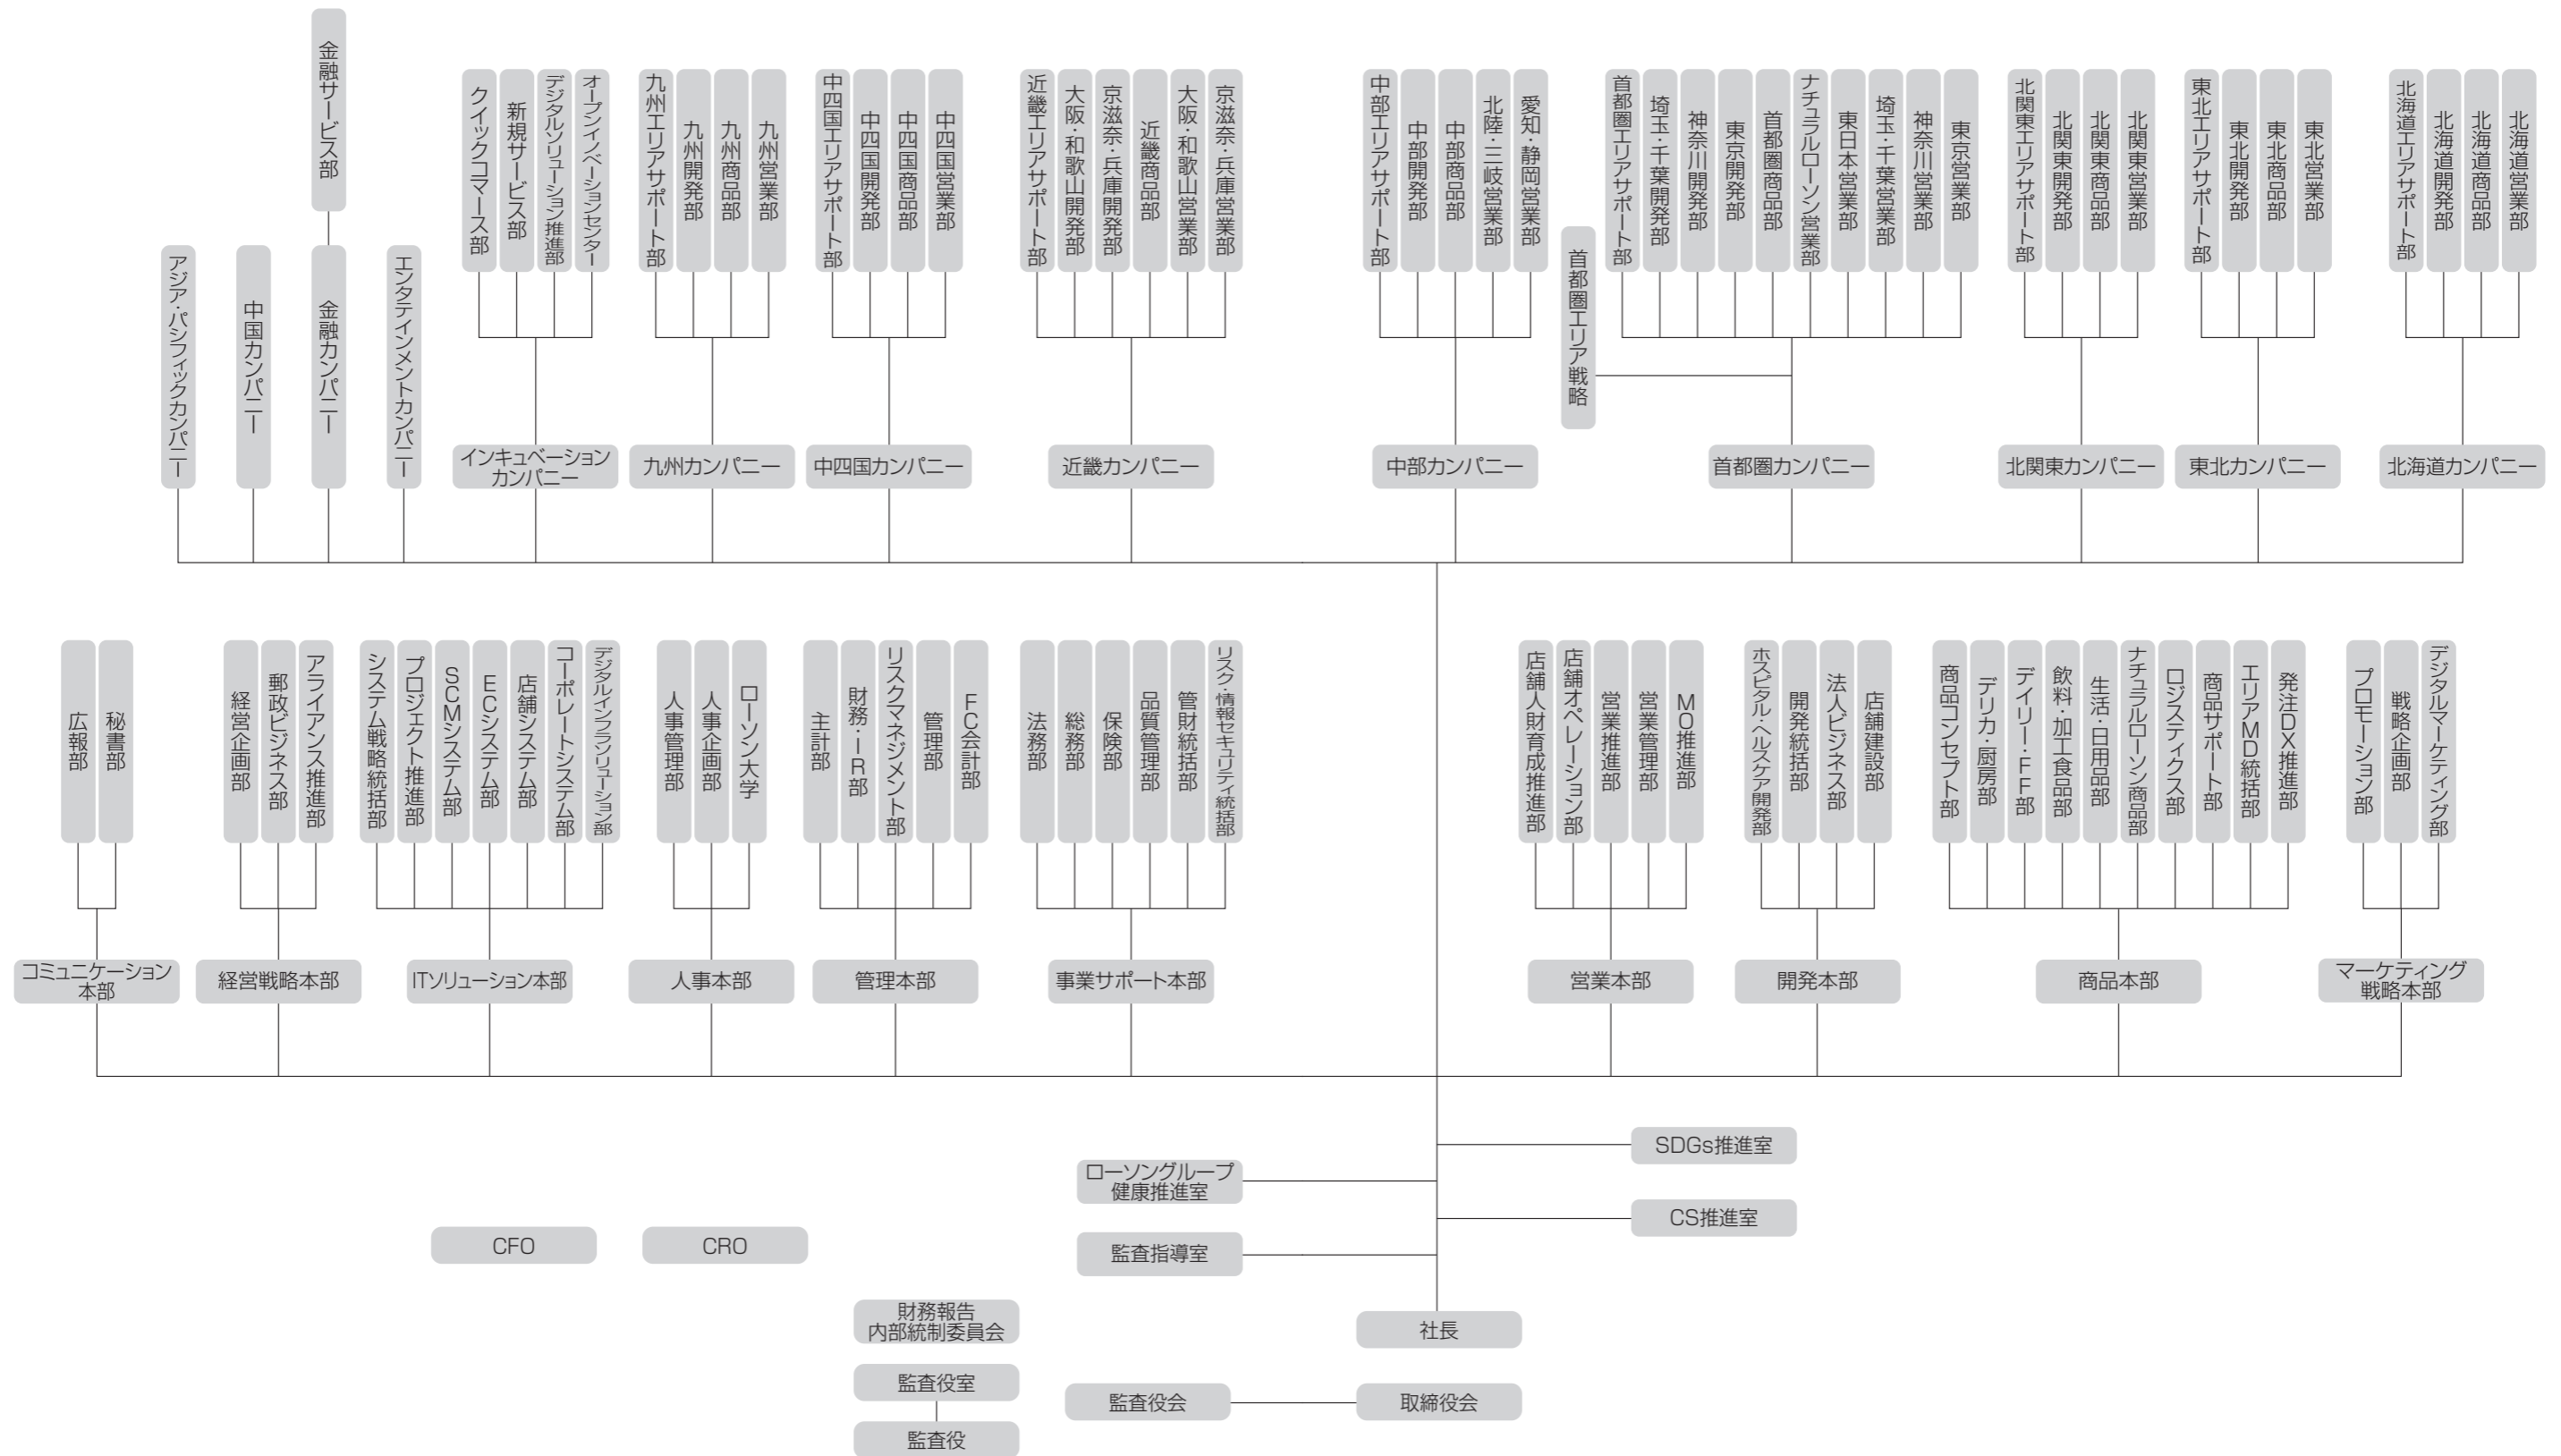 金融サービス部
クイックコマース部
新規サービス部
デジタルソリューション推進部
オープンイノベーションセンター
九州エリアサポート部
九州開発部
九州商品部
九州営業部
中四国エリアサポート部
中四国開発部
中四国商品部
中四国営業部
近畿エリアサポート部
大阪・和歌山開発部
京滋奈・兵庫開発部
近畿商品部
大阪・和歌山営業部
京滋奈・兵庫営業部
中部エリアサポート部
中部開発部
中部商品部
北陸・三岐営業部
愛知・静岡営業部
首都圏エリアサポート部
埼玉・千葉開発部
神奈川開発部
東京開発部
首都圏商品部
ナチュラルローソン営業部
東日本営業部
埼玉・千葉営業部
神奈川営業部
東京営業部
北関東エリアサポート部
北関東開発部
北関東商品部
北関東営業部
東北エリアサポート部
東北開発部
東北商品部
東北営業部
北海道エリアサポート部
北海道開発部
北海道商品部
北海道営業部
首都圏エリア戦略
アジア・パシフィックカンパニー
中国カンパニー
金融カンパニー
エンタテインメントカンパニー
インキュベーション
カンパニー
九州カンパニー
中四国カンパニー
近畿カンパニー
中部カンパニー
首都圏カンパニー
北関東カンパニー
東北カンパニー
北海道カンパニー
広報部
秘書部
経営企画部
郵政ビジネス部
アライアンス推進部
システム戦略統括部
プロジェクト推進部
SCMシステム部
ECシステム部
店舗システム部
コーポレートシステム部
デジタルインフラソリューション部
人事管理部
人事企画部
ローソン大学
主計部
財務・IR部
リスクマネジメント部
管理部
FC会計部
法務部
総務部
保険部
品質管理部
管財統括部
リスク・情報セキュリティ統括部
店舗人財育成推進部
店舗オペレーション部
営業推進部
営業管理部
MO推進部
ホスピタル・ヘルスケア開発部
開発統括部
法人ビジネス部
店舗建設部
商品コンセプト部
デリカ・厨房部
デイリー・FF部
飲料・加工食品部
生活・日用品部
ナチュラルローソン商品部
ロジスティクス部
商品サポート部
エリアMD統括部
発注DX推進部
プロモーション部
戦略企画部
デジタルマーケティング部
コミュニケーション
本部
経営戦略本部
ITソリューション本部
人事本部
管理本部
事業サポート本部
営業本部
開発本部
商品本部
マーケティング
戦略本部
SDGs推進室
ローソングループ
健康推進室
CS推進室
CFO
CRO
監査指導室
財務報告
内部統制委員会
社長
監査役室
監査役会
取締役会
監査役